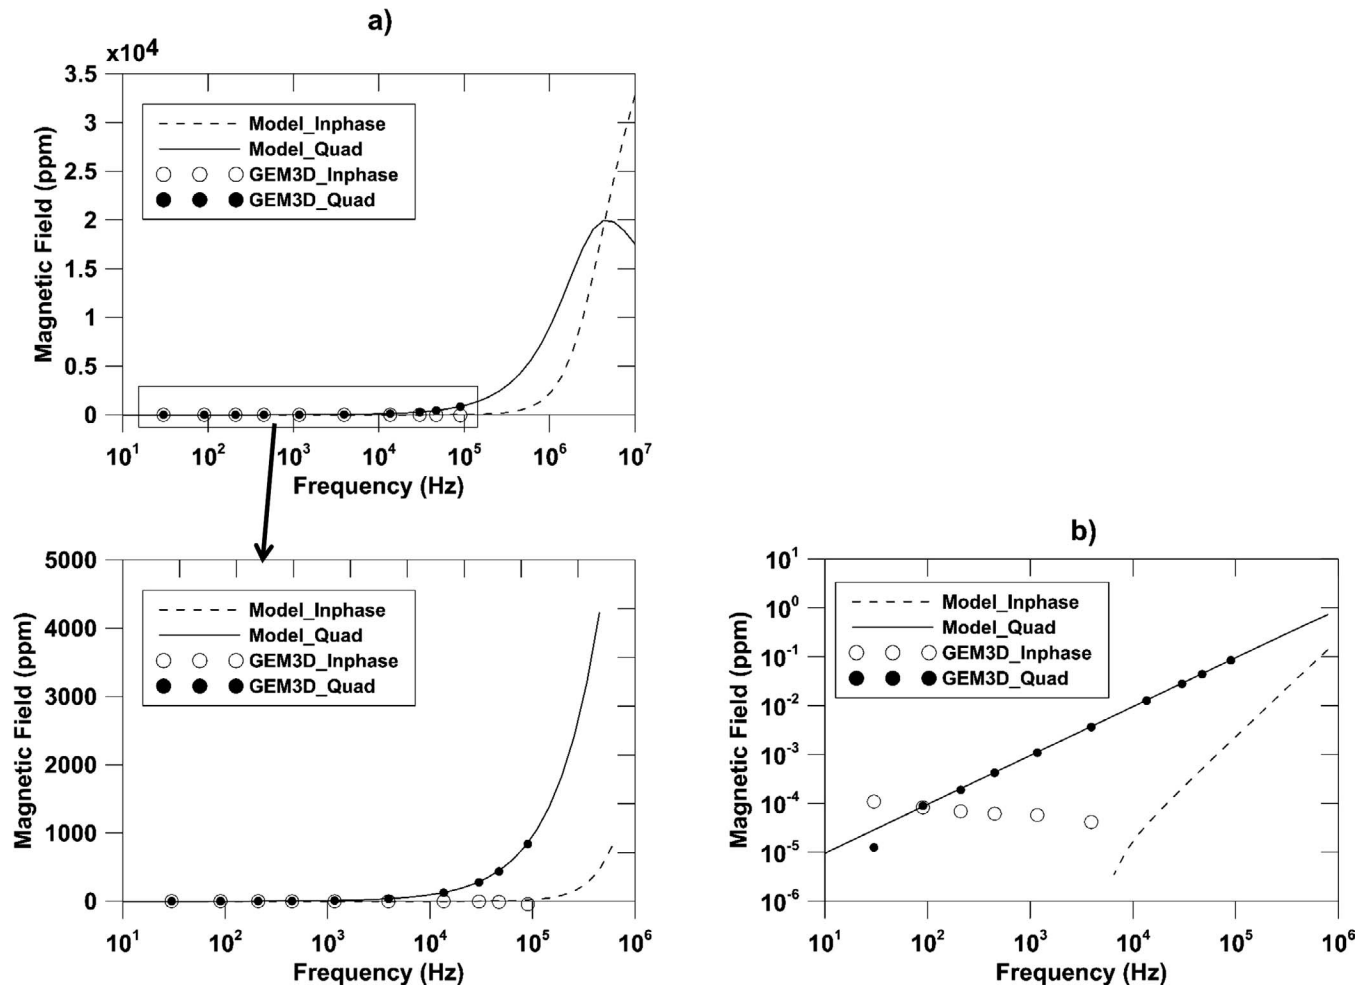 a)
x10⁴
3.5
3
2.5
2
1.5
1
0.5
0
Magnetic Field (ppm)
Model_Inphase
Model_Quad
GEM3D_Inphase
GEM3D_Quad
10¹ 10² 10³ 10⁴ 10⁵ 10⁶ 10⁷
Frequency (Hz)
5000
4000
3000
2000
1000
0
Magnetic Field (ppm)
Model_Inphase
Model_Quad
GEM3D_Inphase
GEM3D_Quad
10¹ 10² 10³ 10⁴ 10⁵ 10⁶
Frequency (Hz)
b)
10¹
10⁰
10⁻¹
10⁻²
10⁻³
10⁻⁴
10⁻⁵
10⁻⁶
Magnetic Field (ppm)
Model_Inphase
Model_Quad
GEM3D_Inphase
GEM3D_Quad
10¹ 10² 10³ 10⁴ 10⁵ 10⁶
Frequency (Hz)